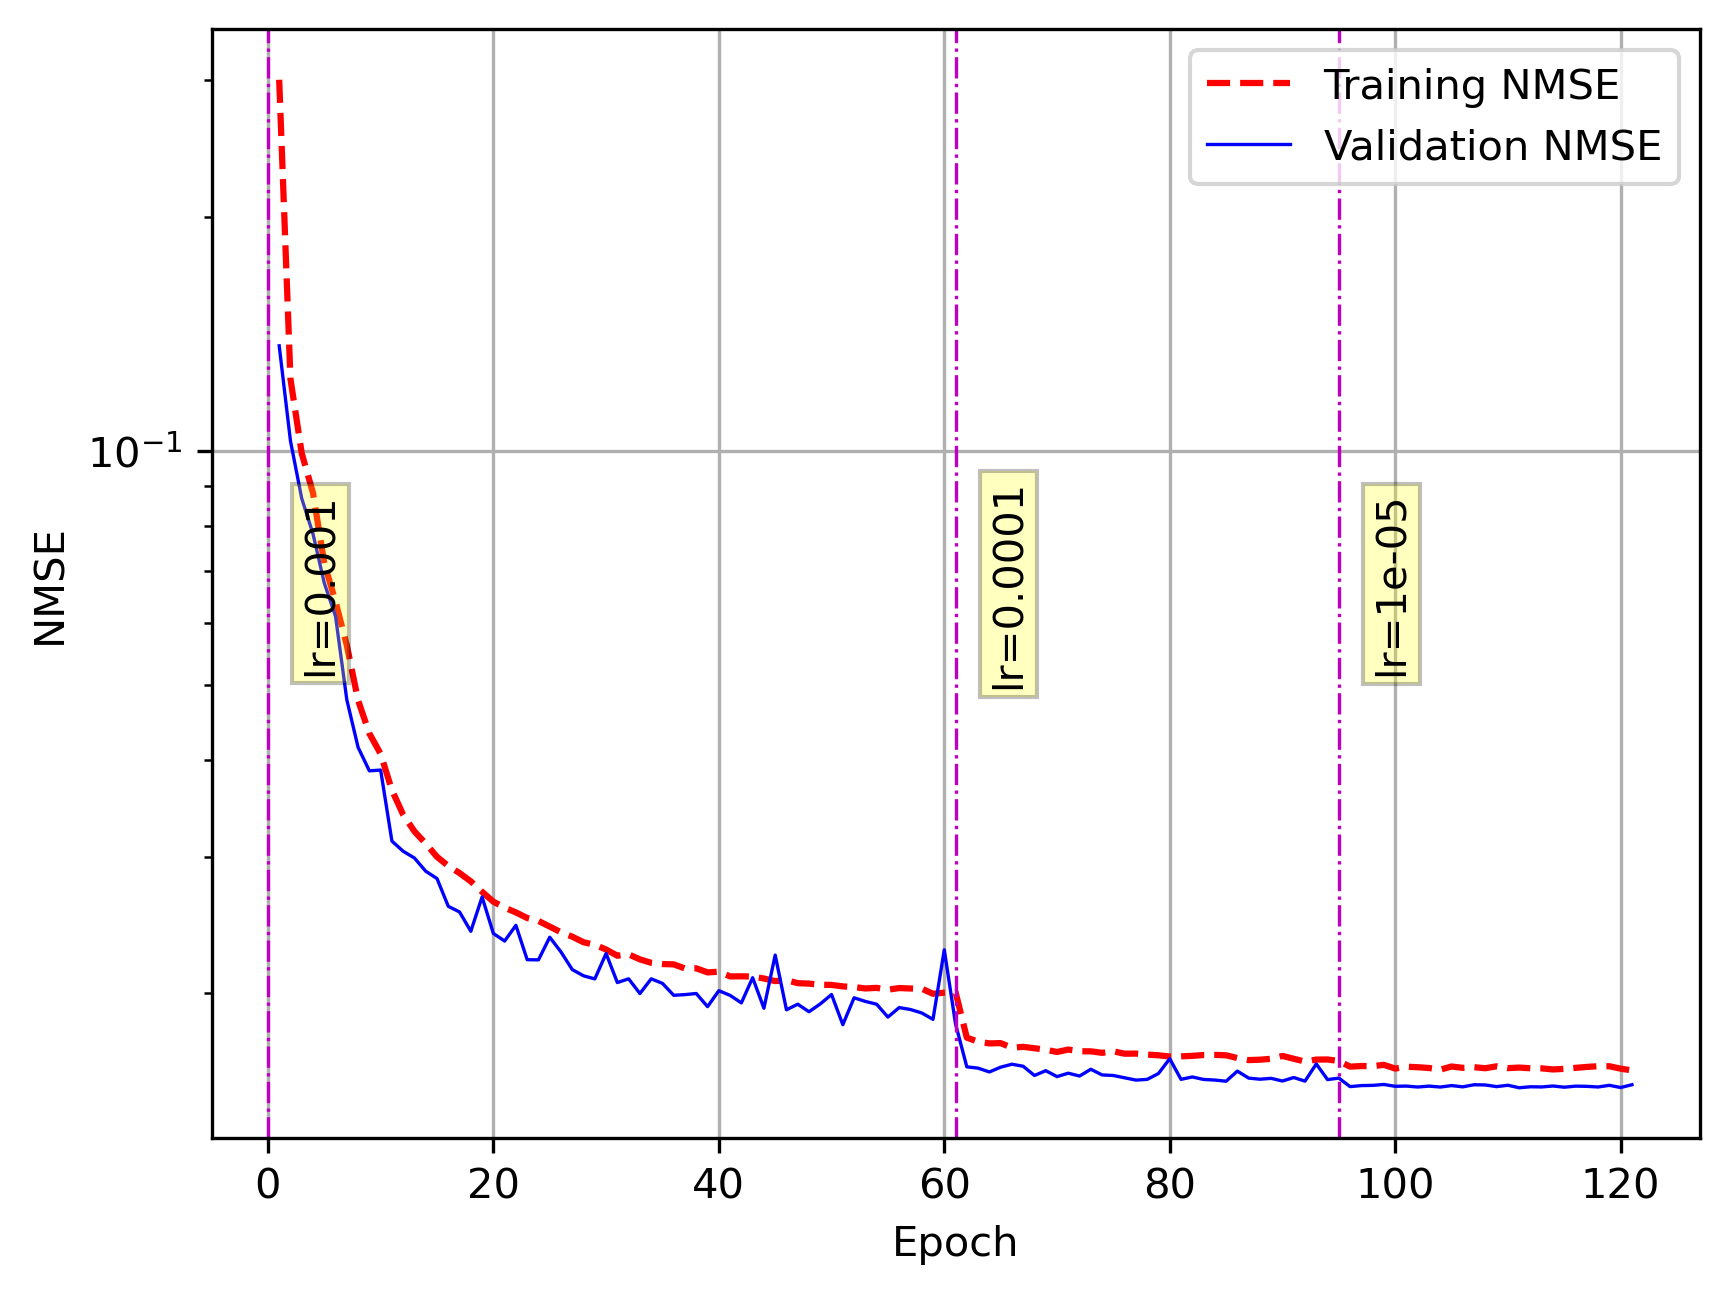 Training NMSE
Validation NMSE
10⁻¹
NMSE
lr=0.001
lr=0.0001
lr=1e-05
0 20 40 60 80 100 120
Epoch